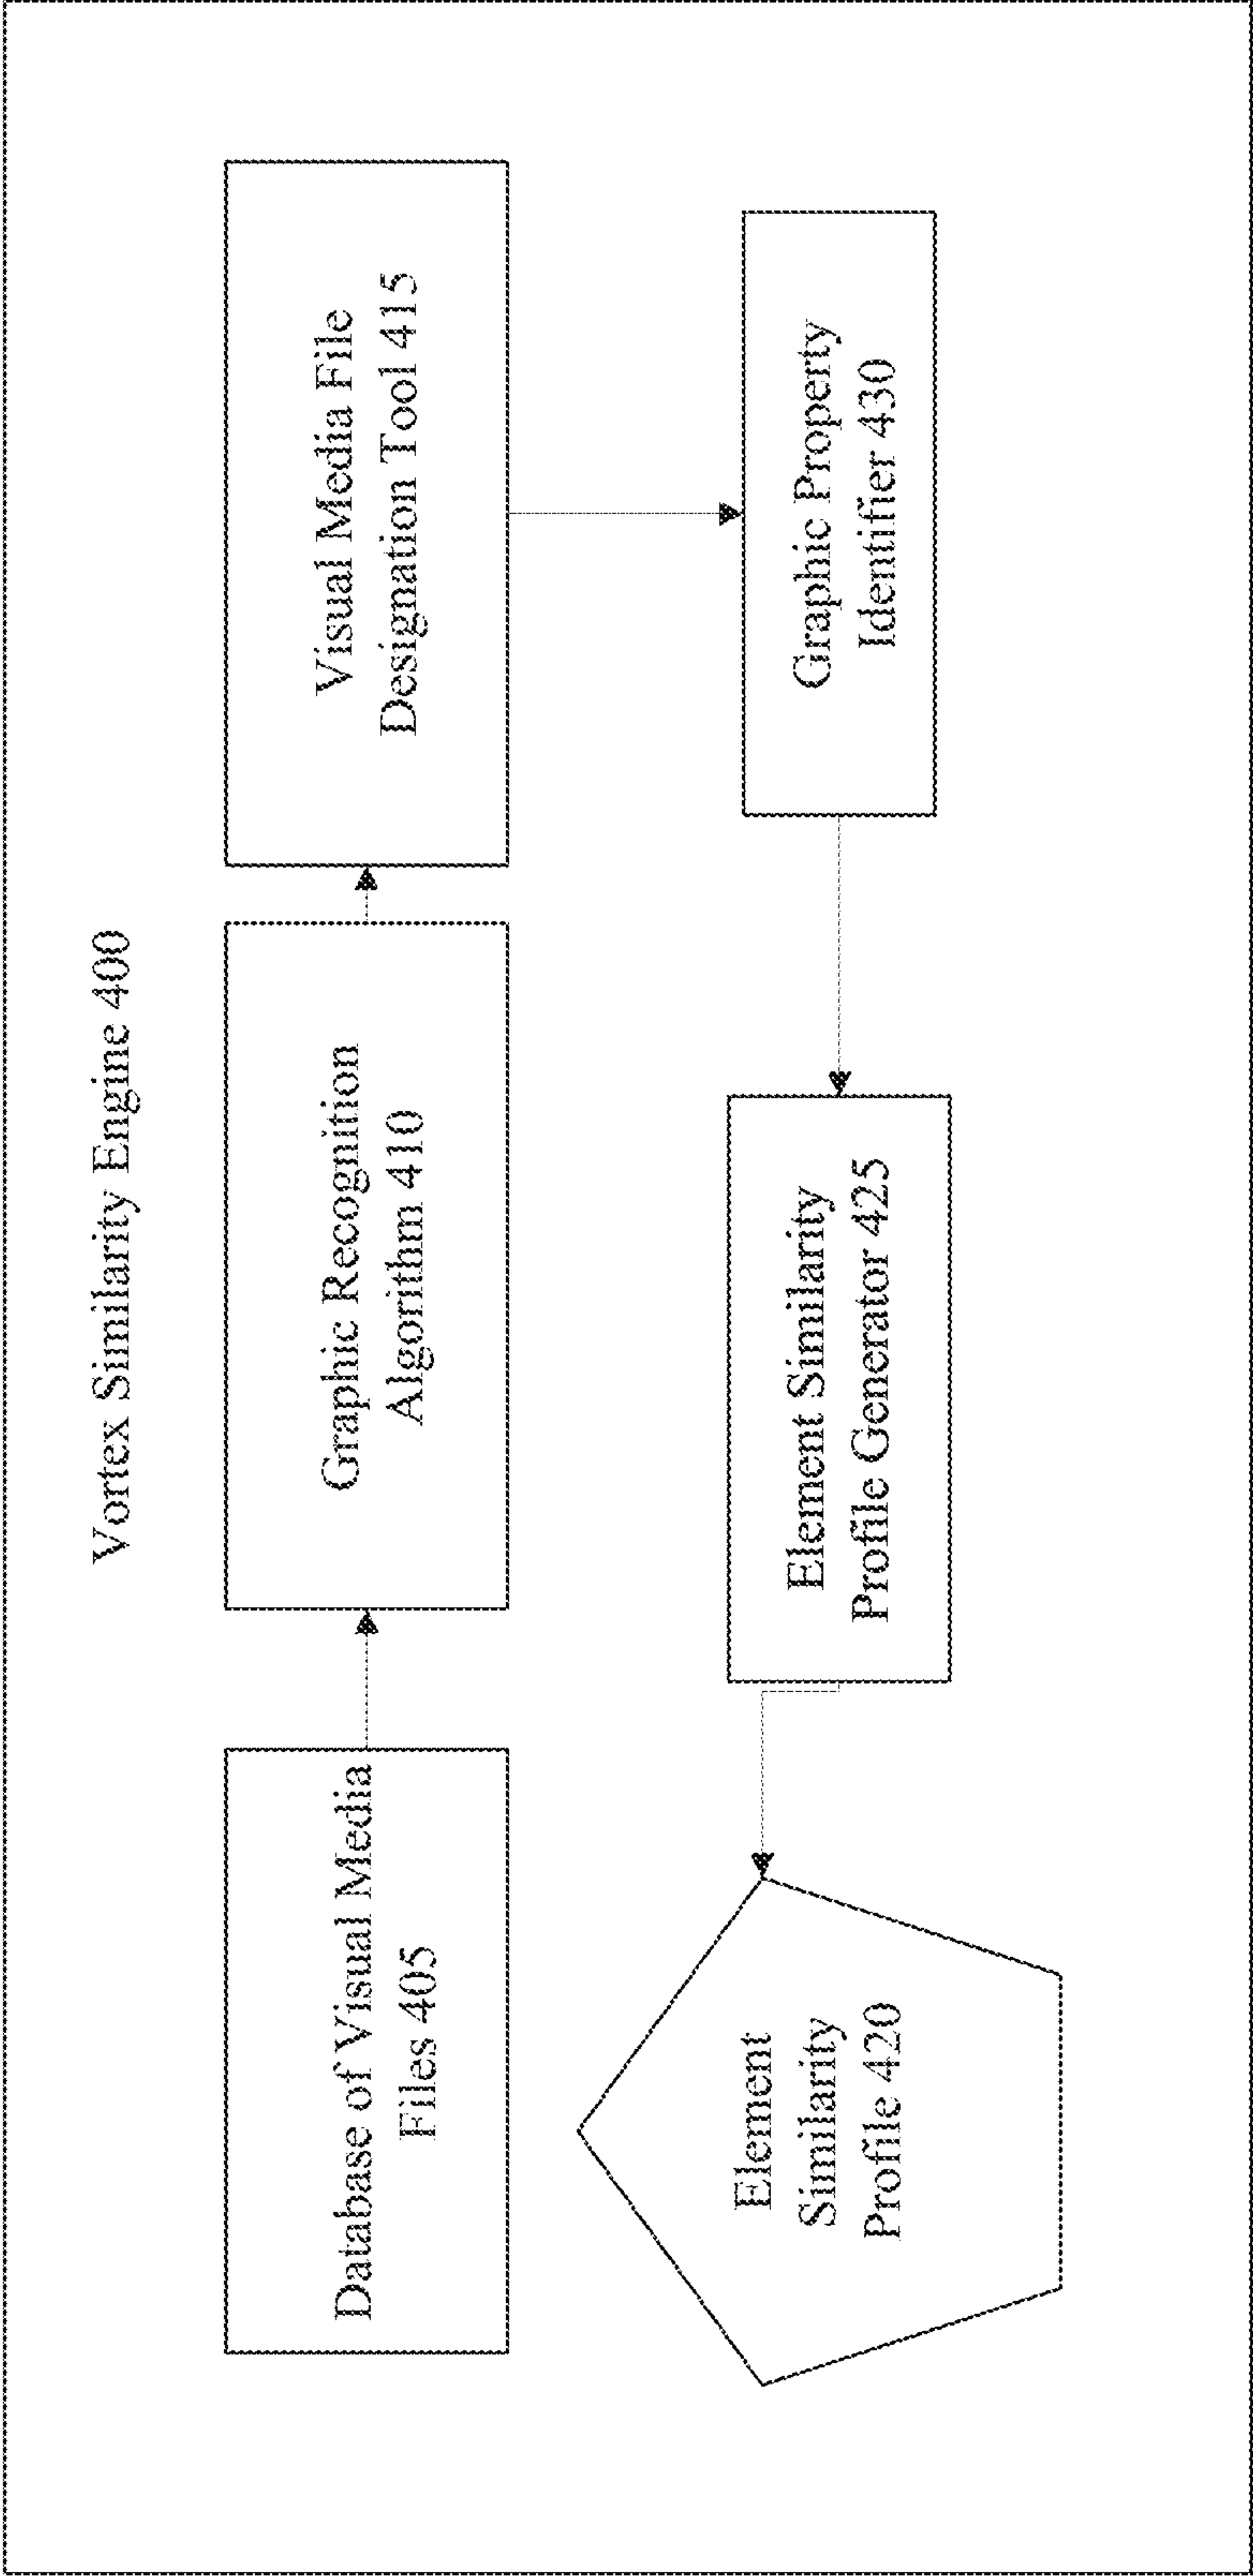 Vortex Similarity Engine 400
Database of Visual Media
Files 405
Graphic Recognition
Algorithm 410
Visual Media File
Designation Tool 415
Element
Similarity
Profile 420
Element Similarity
Profile Generator 425
Graphic Property
Identifier 430